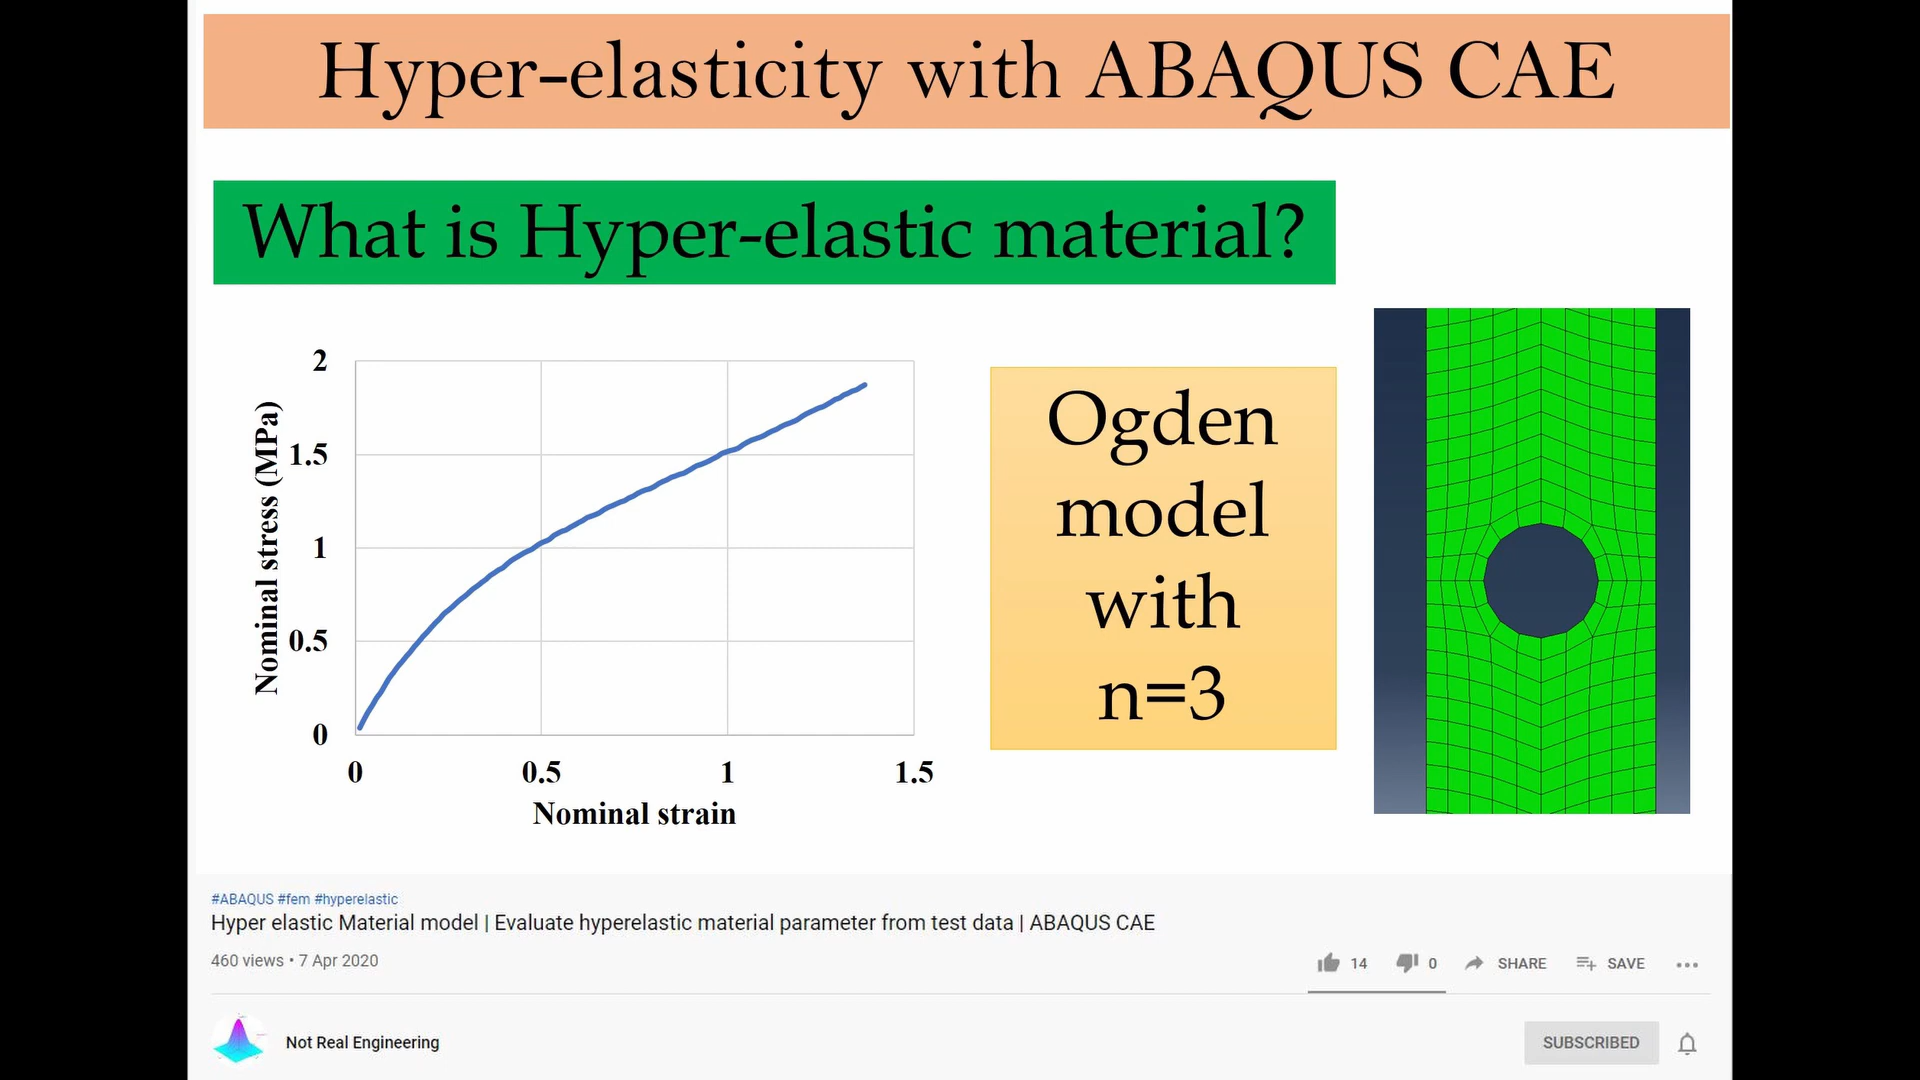 Hyper-elasticity with ABAQUS CAE
What is Hyper-elastic material?
2
1.5
1
0.5
0
Nominal stress (MPa)
0 0.5 1 1.5
Nominal strain
Ogden
model
with
n=3
#ABAQUS #fem #hyperelastic
Hyper elastic Material model | Evaluate hyperelastic material parameter from test data | ABAQUS CAE
460 views • 7 Apr 2020
14 0 SHARE SAVE
Not Real Engineering
SUBSCRIBED